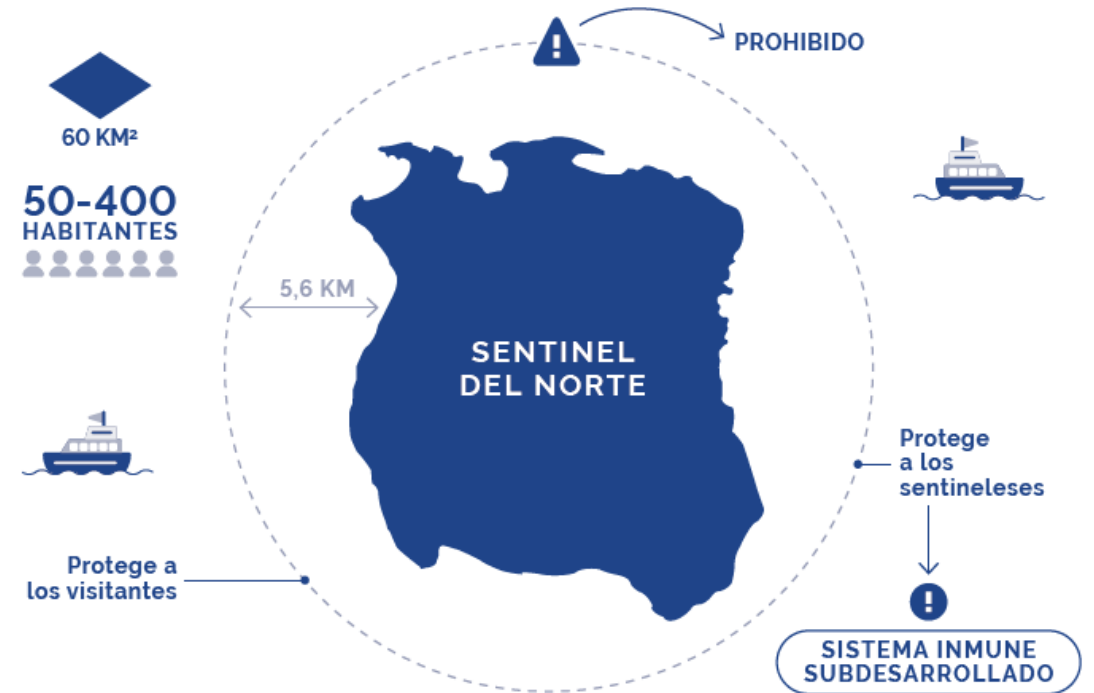 PROHIBIDO
60 KM²
50-400
HABITANTES
5,6 KM
SENTINEL
DEL NORTE
Protege
a los
sentineleses
Protege a
los visitantes
SISTEMA INMUNE
SUBDESARROLLADO